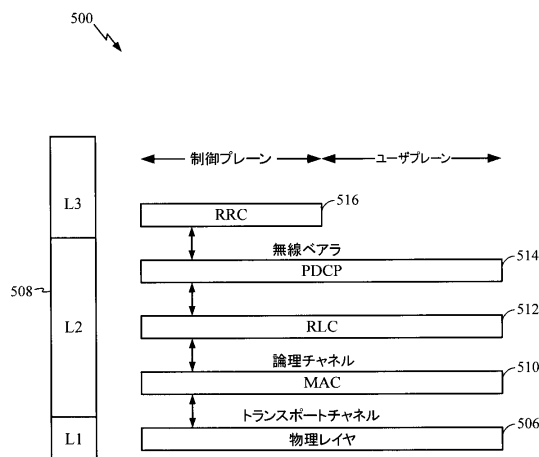 500
制御プレーン
ユーザプレーン
L3
RRC
516
無線ベアラ
PDCP
514
508
L2
RLC
512
論理チャネル
MAC
510
トランスポートチャネル
L1
物理レイヤ
506